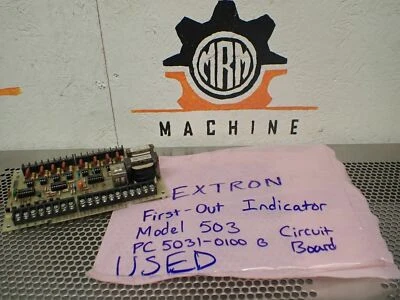 MRM
MACHINE
EXTRON
First-Out Indicator
Model 503 Circuit
PC 5031-0100 B Board
USED